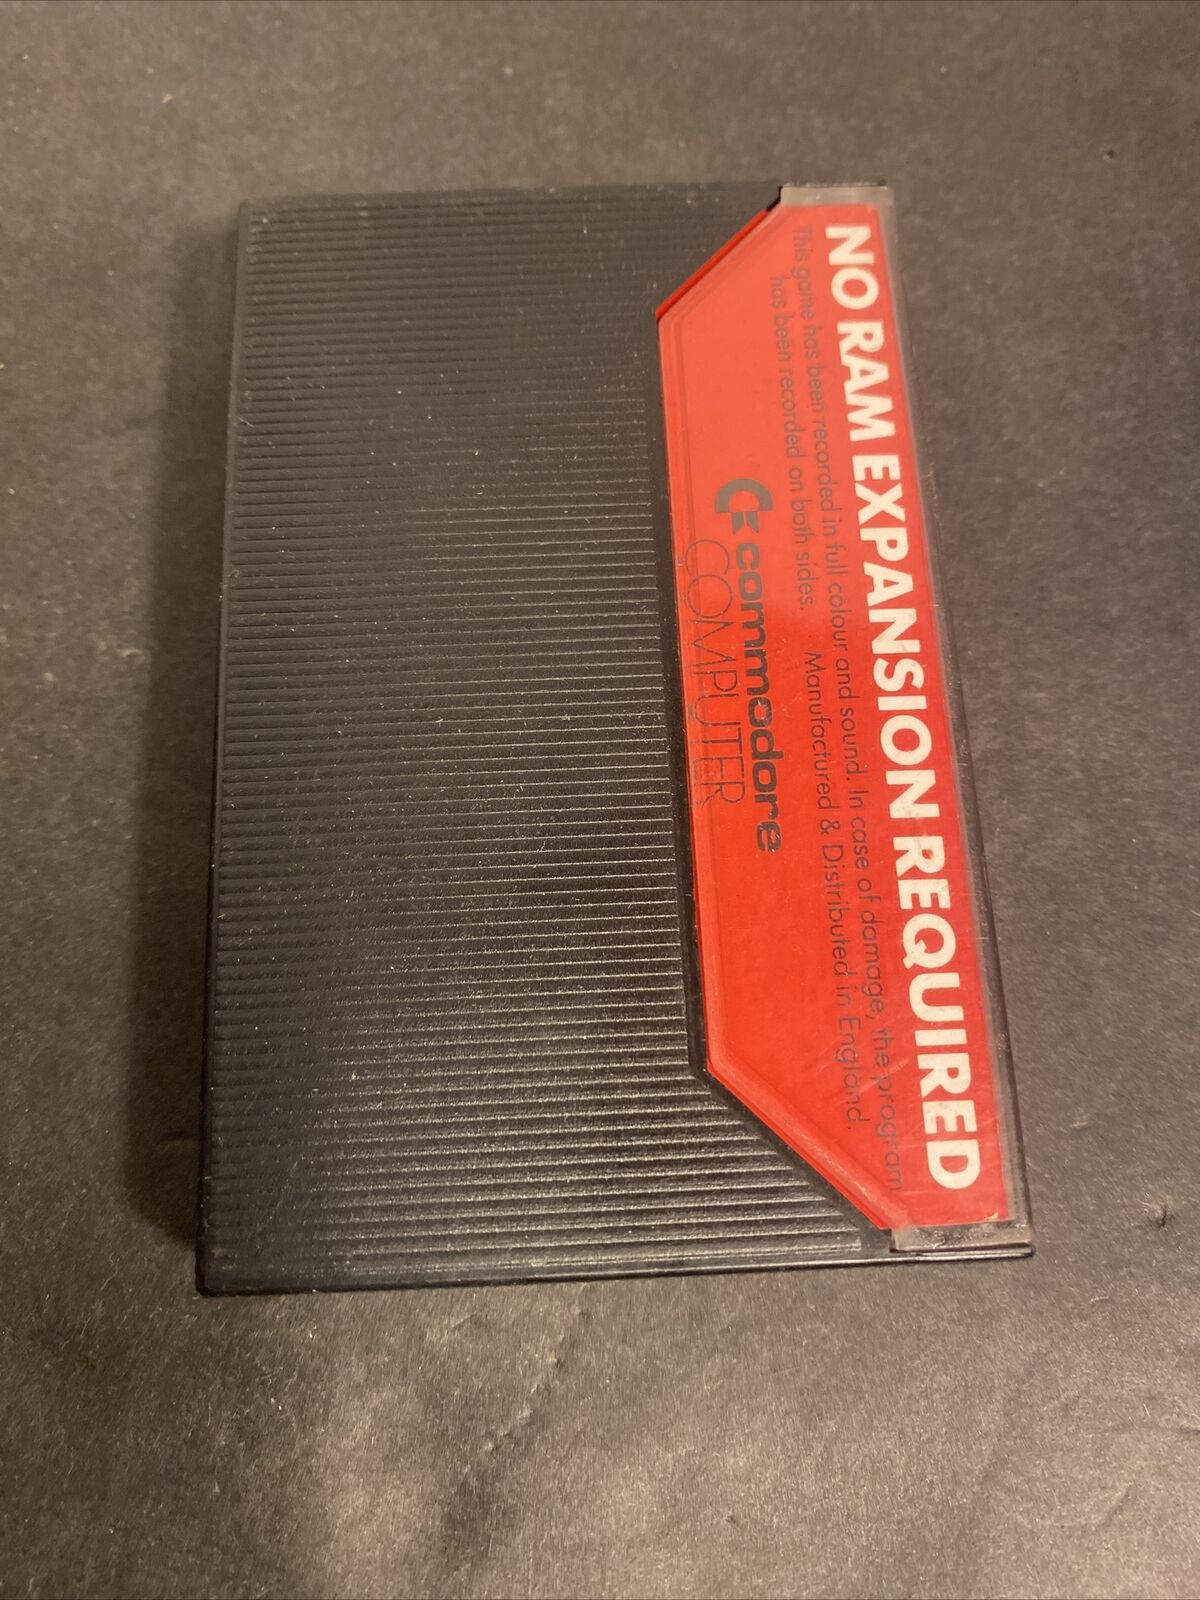 NO RAM EXPANSION REQUIRED
This game has been recorded in full colour and sound. In case of damage, the program
has been recorded on both sides. Manufactured & Distributed in England.
commodore
COMPUTER